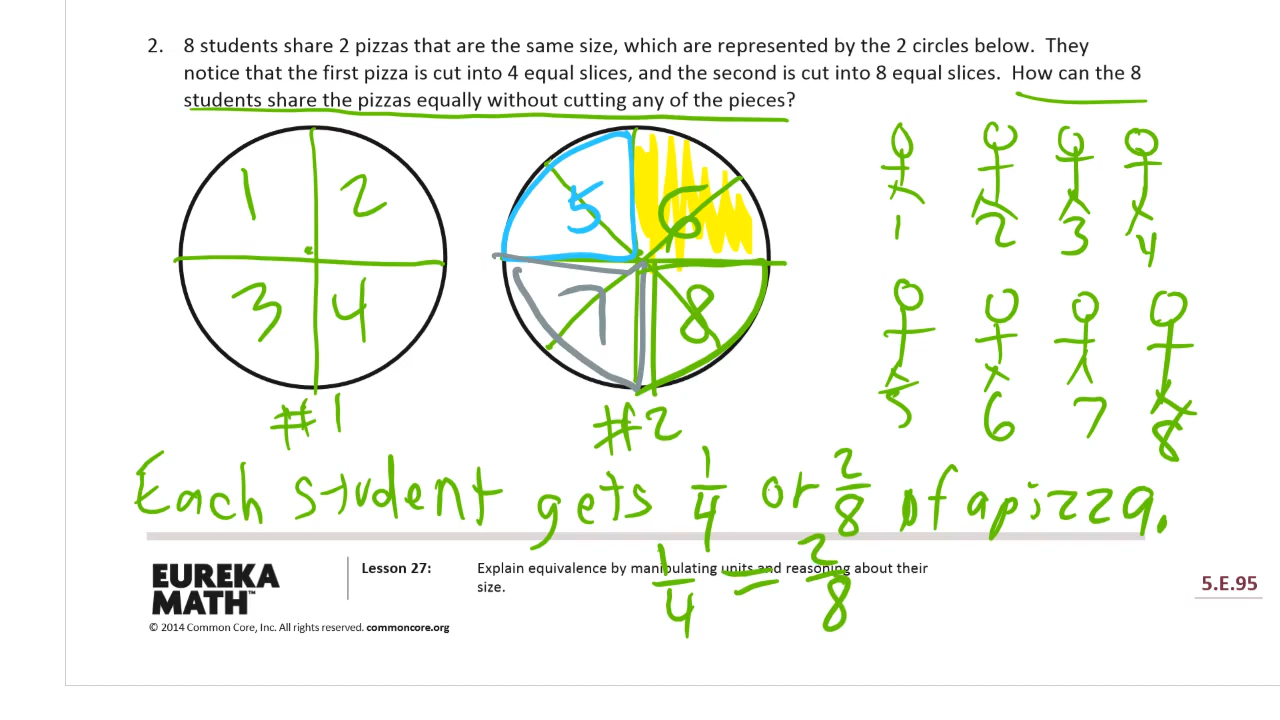 2. 8 students share 2 pizzas that are the same size, which are represented by the 2 circles below. They
notice that the first pizza is cut into 4 equal slices, and the second is cut into 8 equal slices. How can the 8
students share the pizzas equally without cutting any of the pieces?
1 2
3 4
#1
5 6
7 8
#2
1 2 3 4
5 6 7 8
Each student gets 1/4 or 2/8 of a pizza.
1/4 = 2/8
EUREKA
MATH™
Lesson 27:
Explain equivalence by manipulating units and reasoning about their
size.
5.E.95
© 2014 Common Core, Inc. All rights reserved. commoncore.org